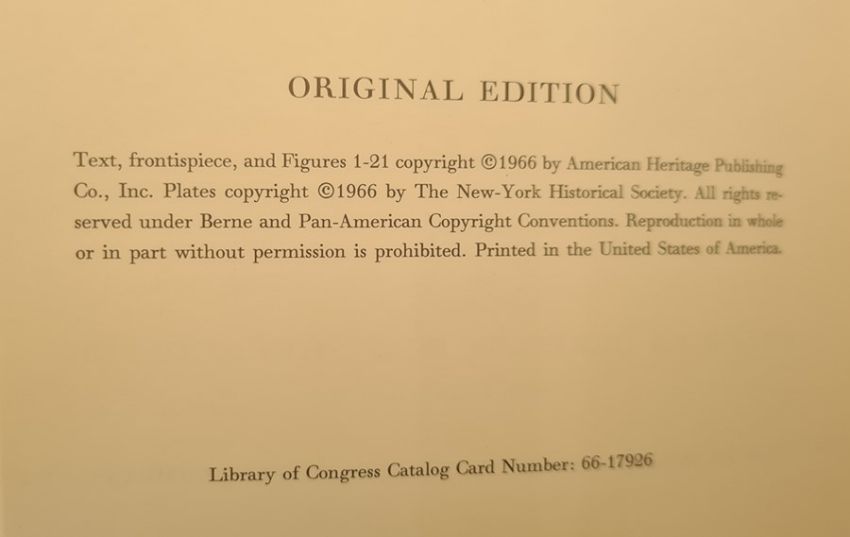 ORIGINAL EDITION
Text, frontispiece, and Figures 1-21 copyright ©1966 by American Heritage Publishing
Co., Inc. Plates copyright ©1966 by The New-York Historical Society. All rights re-
served under Berne and Pan-American Copyright Conventions. Reproduction in whole
or in part without permission is prohibited. Printed in the United States of America.
Library of Congress Catalog Card Number: 66-17926